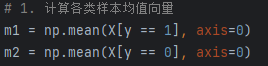 # 1. 计算各类样本均值向量
m1 = np.mean(X[y == 1], axis=0)
m2 = np.mean(X[y == 0], axis=0)